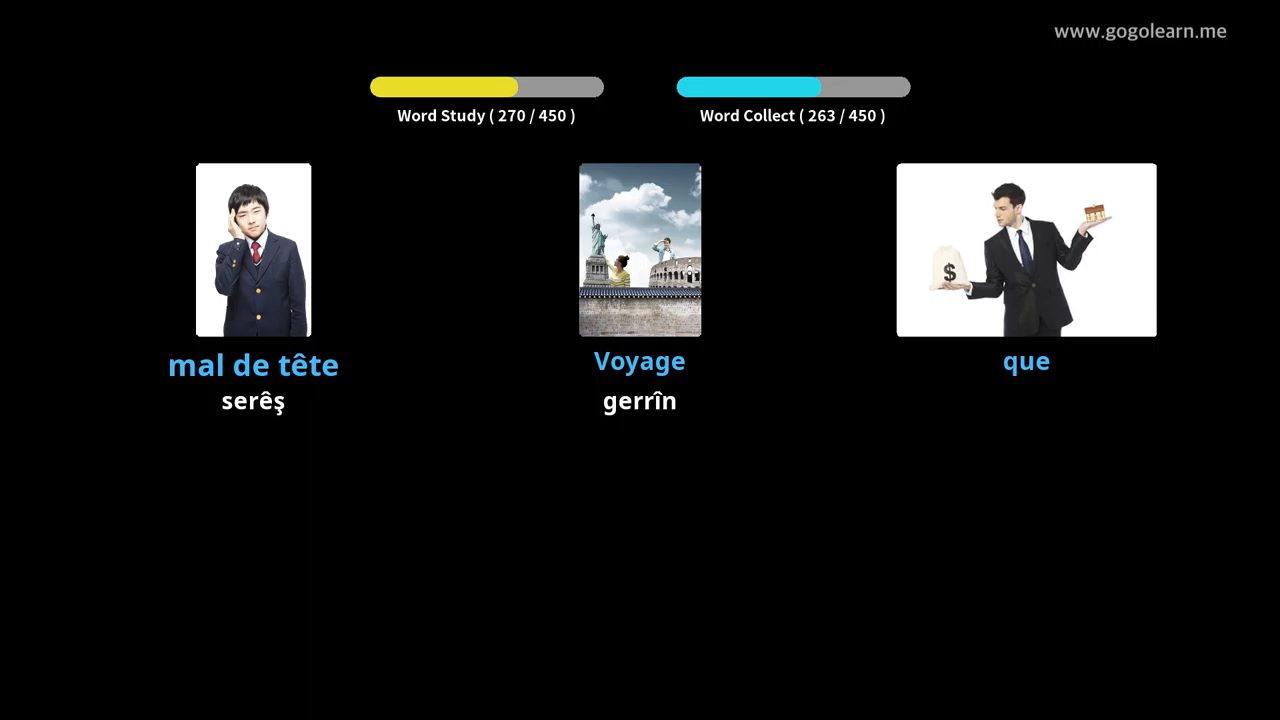 www.gogolearn.me
Word Study ( 270 / 450 )
Word Collect ( 263 / 450 )
$
mal de tête
Voyage
que
serêş
gerrîn